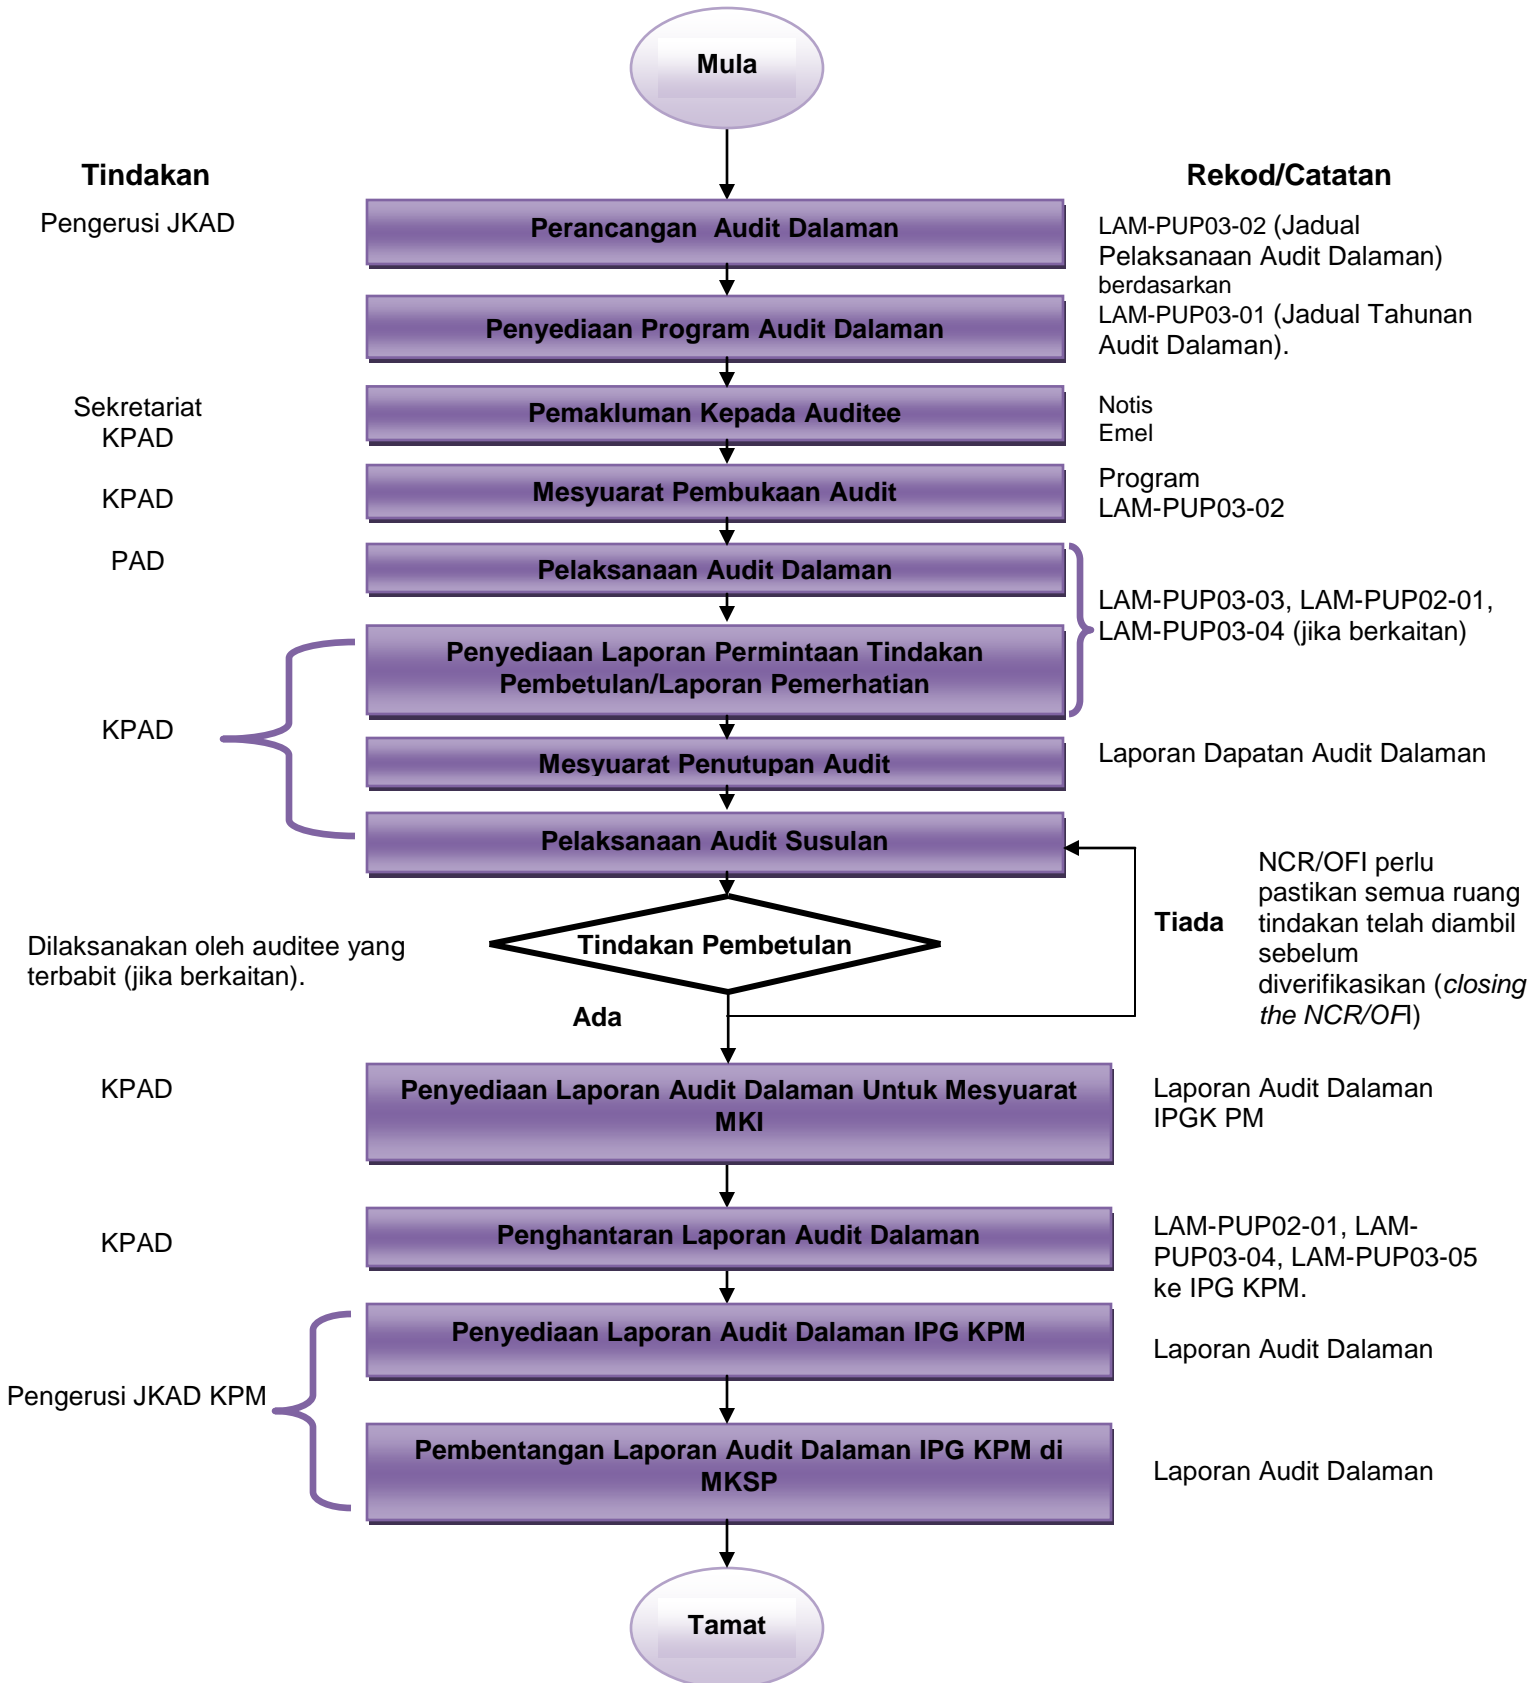 Mula
Tindakan
Rekod/Catatan
Pengerusi JKAD
Perancangan Audit Dalaman
LAM-PUP03-02 (Jadual
Pelaksanaan Audit Dalaman)
berdasarkan
LAM-PUP03-01 (Jadual Tahunan
Audit Dalaman).
Penyediaan Program Audit Dalaman
Sekretariat
KPAD
Pemakluman Kepada Auditee
Notis
Emel
KPAD
Mesyuarat Pembukaan Audit
Program
LAM-PUP03-02
PAD
Pelaksanaan Audit Dalaman
LAM-PUP03-03, LAM-PUP02-01,
LAM-PUP03-04 (jika berkaitan)
Penyediaan Laporan Permintaan Tindakan
Pembetulan/Laporan Pemerhatian
KPAD
Mesyuarat Penutupan Audit
Laporan Dapatan Audit Dalaman
Pelaksanaan Audit Susulan
Dilaksanakan oleh auditee yang
terbabit (jika berkaitan).
Tindakan Pembetulan
Tiada
NCR/OFI perlu
pastikan semua ruang
tindakan telah diambil
sebelum
diverifikasikan (closing
the NCR/OFI)
Ada
KPAD
Penyediaan Laporan Audit Dalaman Untuk Mesyuarat
MKI
Laporan Audit Dalaman
IPGK PM
KPAD
Penghantaran Laporan Audit Dalaman
LAM-PUP02-01, LAM-
PUP03-04, LAM-PUP03-05
ke IPG KPM.
Penyediaan Laporan Audit Dalaman IPG KPM
Laporan Audit Dalaman
Pengerusi JKAD KPM
Pembentangan Laporan Audit Dalaman IPG KPM di
MKSP
Laporan Audit Dalaman
Tamat